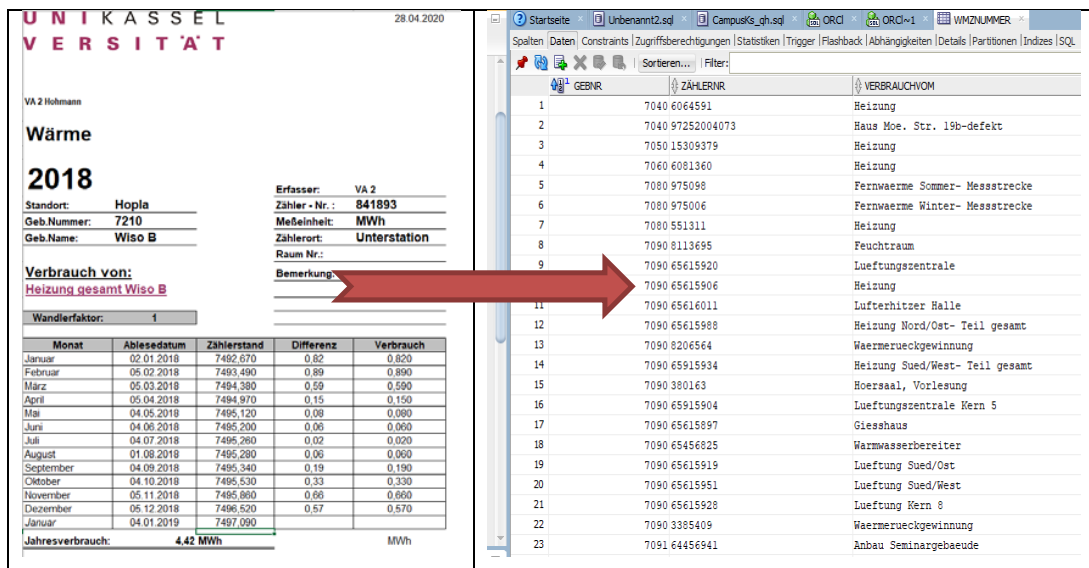 U N I K A S S E L
V E R S I T 'A' T
28.04.2020
VA 2 Hohmann
Wärme
2018
Erfasser: VA 2
Standort: Hopla Zähler - Nr. : 841893
Geb.Nummer: 7210 Meßeinheit: MWh
Geb.Name: Wiso B Zählerort: Unterstation
Raum Nr.:
Verbrauch von: Bemerkung:
Heizung gesamt Wiso B
Wandlerfaktor: 1
Monat Ablesedatum Zählerstand Differenz Verbrauch
Januar 02.01.2018 7492,670 0,82 0,820
Februar 05.02.2018 7493,490 0,89 0,890
März 05.03.2018 7494,380 0,59 0,590
April 05.04.2018 7494,970 0,15 0,150
Mai 04.05.2018 7495,120 0,08 0,080
Juni 04.06.2018 7495,200 0,06 0,060
Juli 04.07.2018 7495,260 0,02 0,020
August 01.08.2018 7495,280 0,06 0,060
September 04.09.2018 7495,340 0,19 0,190
Oktober 04.10.2018 7495,530 0,33 0,330
November 05.11.2018 7495,860 0,66 0,660
Dezember 05.12.2018 7496,520 0,57 0,570
Januar 04.01.2019 7497,090
Jahresverbrauch: 4,42 MWh MWh
Startseite Unbenannt2.sql CampusKs_qh.sql ORCl ORCl~1 WMZNUMMER
Spalten Daten Constraints Zugriffsberechtigungen Statistiken Trigger Flashback Abhängigkeiten Details Partitionen Indizes SQL
Sortieren... Filter:
GEBNR ZÄHLERNR VERBRAUCHVOM
1 7040 6064591 Heizung
2 7040 97252004073 Haus Moe. Str. 19b-defekt
3 7050 15309379 Heizung
4 7060 6081360 Heizung
5 7080 975098 Fernwaerme Sommer- Messstrecke
6 7080 975006 Fernwaerme Winter- Messstrecke
7 7080 551311 Heizung
8 7090 8113695 Feuchtraum
9 7090 65615920 Lueftungszentrale
7090 65615906 Heizung
11 7090 65616011 Lufterhitzer Halle
12 7090 65615988 Heizung Nord/Ost- Teil gesamt
13 7090 8206564 Waermerueckgewinnung
14 7090 65915934 Heizung Sued/West- Teil gesamt
15 7090 380163 Hoersaal, Vorlesung
16 7090 65915904 Lueftungszentrale Kern 5
17 7090 65615897 Giesshaus
18 7090 65456825 Warmwasserbereiter
19 7090 65615919 Lueftung Sued/Ost
20 7090 65615951 Lueftung Sued/West
21 7090 65615928 Lueftung Kern 8
22 7090 3385409 Waermerueckgewinnung
23 7091 64456941 Anbau Seminargebaeude